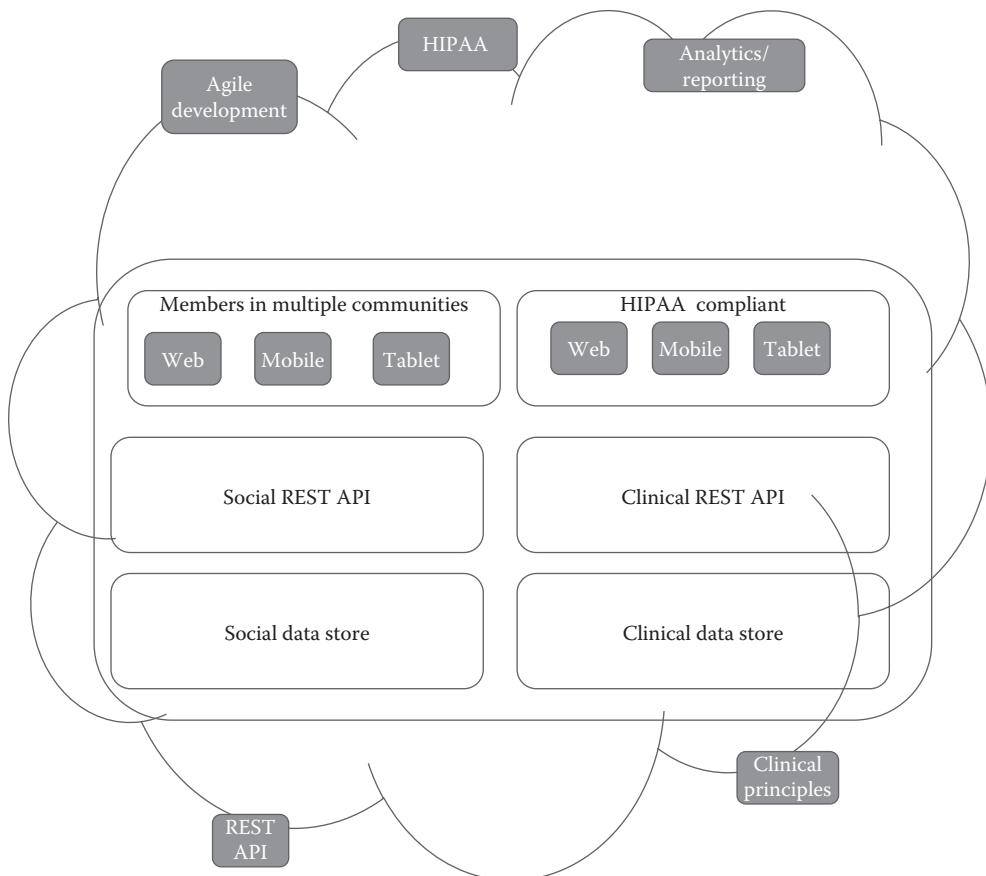 HIPAA
Analytics/
reporting
Agile
development
Members in multiple communities
Web
Mobile
Tablet
HIPAA compliant
Web
Mobile
Tablet
Social REST API
Clinical REST API
Social data store
Clinical data store
Clinical
principles
REST
API